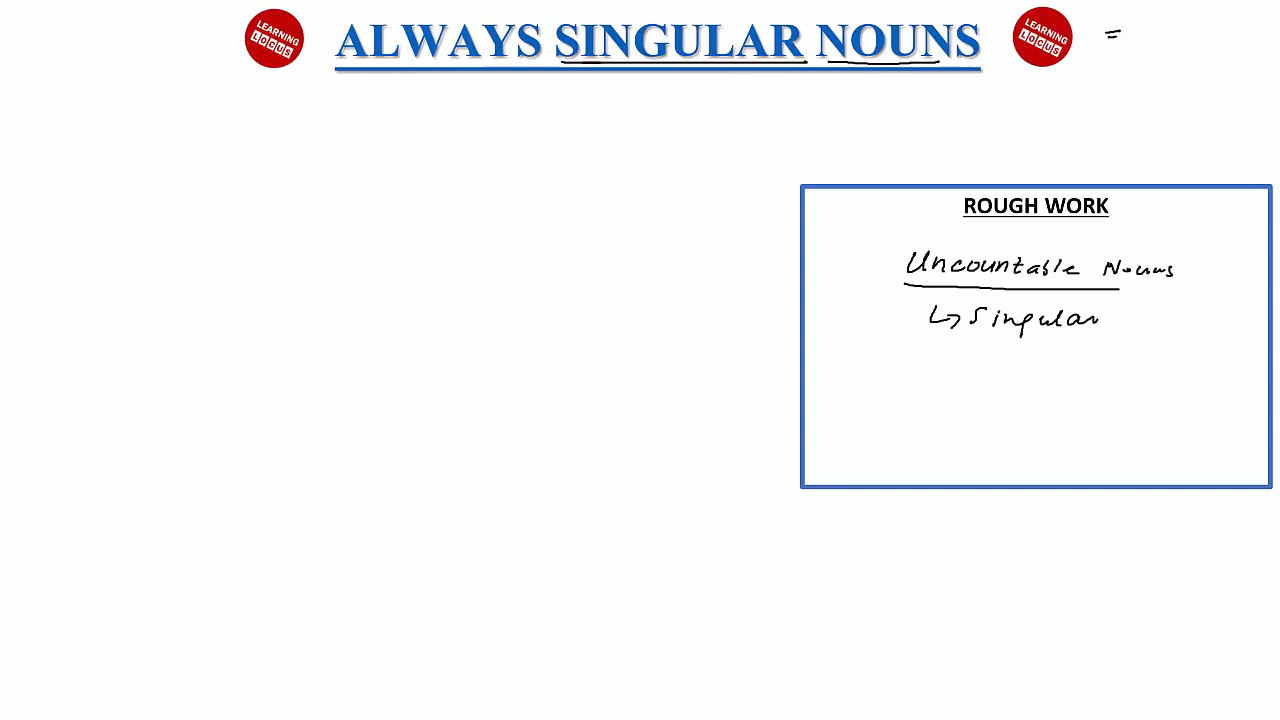 LEARNING LOCUS ALWAYS SINGULAR NOUNS LEARNING LOCUS =
ROUGH WORK
Uncountable Nouns
↳ Singular